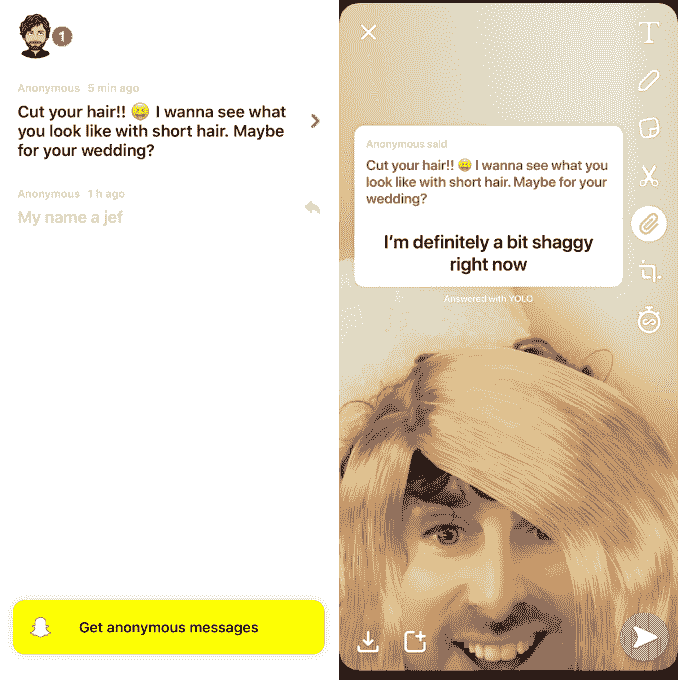 1
Anonymous 5 min ago
Cut your hair!! 😆 I wanna see what
you look like with short hair. Maybe
for your wedding?
Anonymous 1 h ago
My name a jef
Get anonymous messages
T
Anonymous said
Cut your hair!! 😆 I wanna see what you
look like with short hair. Maybe for your
wedding?
I'm definitely a bit shaggy
right now
Answered with YOLO